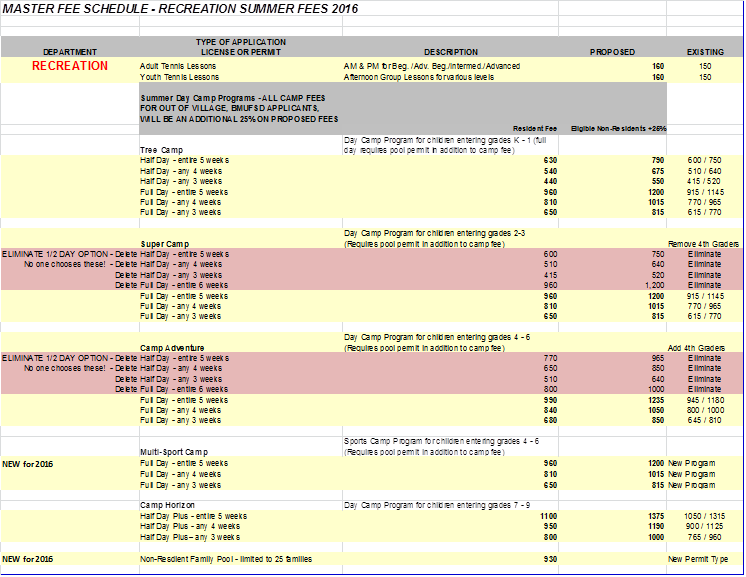 MASTER FEE SCHEDULE - RECREATION SUMMER FEES 2016
TYPE OF APPLICATION
DEPARTMENT LICENSE OR PERMIT DESCRIPTION PROPOSED EXISTING
RECREATION Adult Tennis Lessons AM & PM for Beg. /Adv. Beg./Intermed./Advanced 160 150
Youth Tennis Lessons Afternoon Group Lessons for various levels 160 150
Summer Day Camp Programs - ALL CAMP FEES
FOR OUT OF VILLAGE, BMUFSD APPLICANTS,
WILL BE AN ADDITIONAL 25% ON PROPOSED FEES
Resident Fee Eligible Non-Residents +25%
Day Camp Program for children entering grades K - 1 (full
Tree Camp day requires pool permit in addition to camp fee)
Half Day - entire 5 weeks 630 790 600 / 750
Half Day - any 4 weeks 540 675 510 / 640
Half Day - any 3 weeks 440 550 415 / 520
Full Day - entire 5 weeks 960 1200 915 / 1145
Full Day - any 4 weeks 810 1015 770 / 965
Full Day - any 3 weeks 650 815 615 / 770
Day Camp Program for children entering grades 2-3
Super Camp (Requires pool permit in addition to camp fee) Remove 4th Graders
ELIMINATE 1/2 DAY OPTION - Delete Half Day - entire 5 weeks 600 750 Eliminate
No one chooses these! - Delete Half Day - any 4 weeks 510 640 Eliminate
Delete Half Day - any 3 weeks 415 520 Eliminate
Delete Full Day - entire 6 weeks 960 1,200 Eliminate
Full Day - entire 5 weeks 960 1200 915 / 1145
Full Day - any 4 weeks 810 1015 770 / 965
Full Day - any 3 weeks 650 815 615 / 770
Day Camp Program for children entering grades 4 - 6
Camp Adventure (Requires pool permit in addition to camp fee) Add 4th Graders
ELIMINATE 1/2 DAY OPTION - Delete Half Day - entire 5 weeks 770 965 Eliminate
No one chooses these! - Delete Half Day - any 4 weeks 650 850 Eliminate
Delete Half Day - any 3 weeks 510 640 Eliminate
Delete Full Day - entire 6 weeks 800 1000 Eliminate
Full Day - entire 5 weeks 990 1235 945 / 1180
Full Day - any 4 weeks 840 1050 800 / 1000
Full Day - any 3 weeks 680 850 645 / 810
Sports Camp Program for children entering grades 4 - 6
Multi-Sport Camp (Requires pool permit in addition to camp fee)
NEW for 2016 Full Day - entire 5 weeks 960 1200 New Program
Full Day - any 4 weeks 810 1015 New Program
Full Day - any 3 weeks 650 815 New Program
Camp Horizon Day Camp Program for children entering grades 7 - 9
Half Day Plus - entire 5 weeks 1100 1375 1050 / 1315
Half Day Plus - any 4 weeks 950 1190 900 / 1125
Half Day Plus - any 3 weeks 800 1000 765 / 960
NEW for 2016 Non-Resdient Family Pool - limited to 25 families 930 New Permit Type